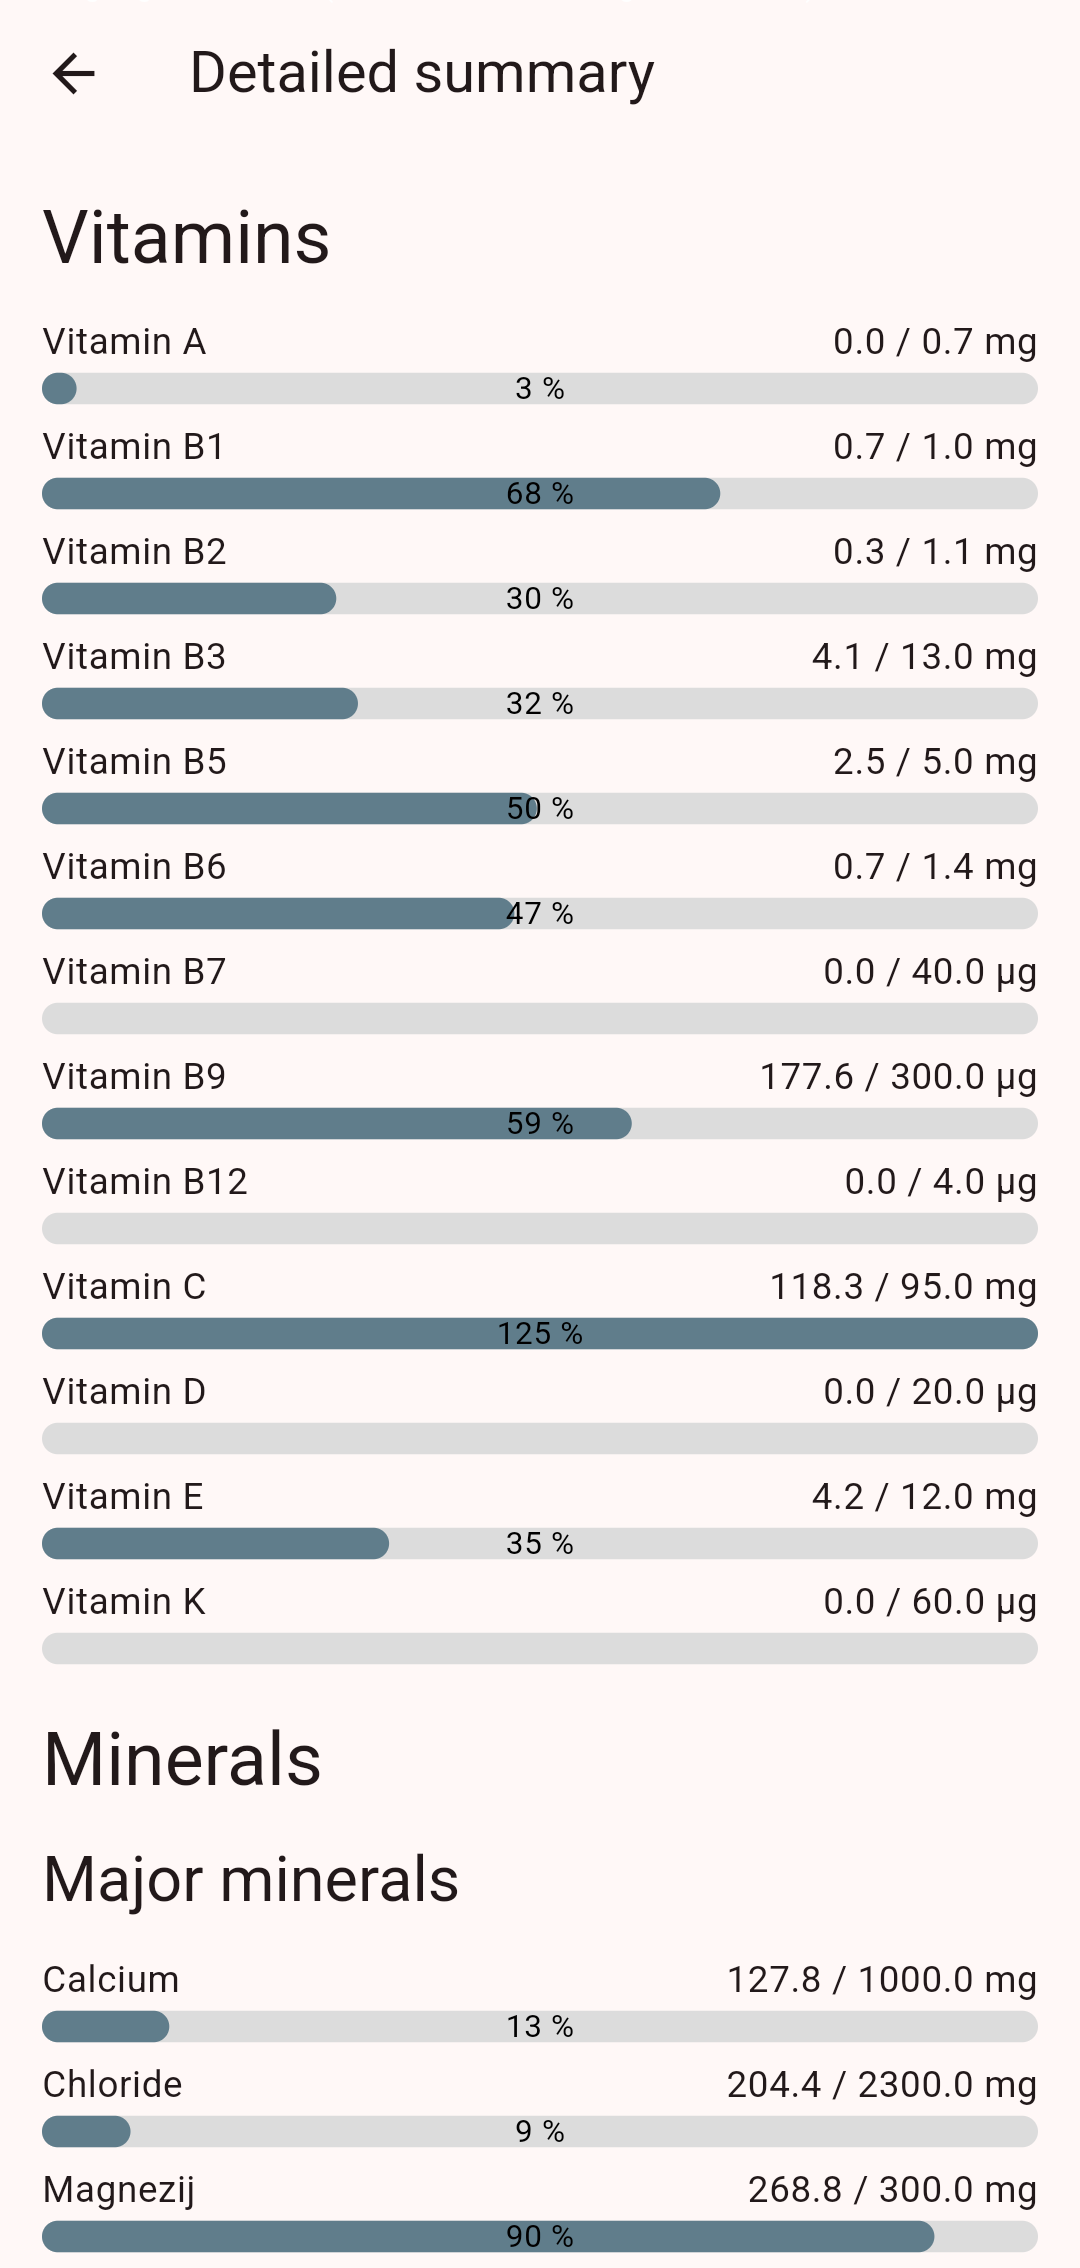 Detailed summary
Vitamins
Vitamin A 0.0 / 0.7 mg
3 %
Vitamin B1 0.7 / 1.0 mg
68 %
Vitamin B2 0.3 / 1.1 mg
30 %
Vitamin B3 4.1 / 13.0 mg
32 %
Vitamin B5 2.5 / 5.0 mg
50 %
Vitamin B6 0.7 / 1.4 mg
47 %
Vitamin B7 0.0 / 40.0 µg
Vitamin B9 177.6 / 300.0 µg
59 %
Vitamin B12 0.0 / 4.0 µg
Vitamin C 118.3 / 95.0 mg
125 %
Vitamin D 0.0 / 20.0 µg
Vitamin E 4.2 / 12.0 mg
35 %
Vitamin K 0.0 / 60.0 µg
Minerals
Major minerals
Calcium 127.8 / 1000.0 mg
13 %
Chloride 204.4 / 2300.0 mg
9 %
Magnezij 268.8 / 300.0 mg
90 %